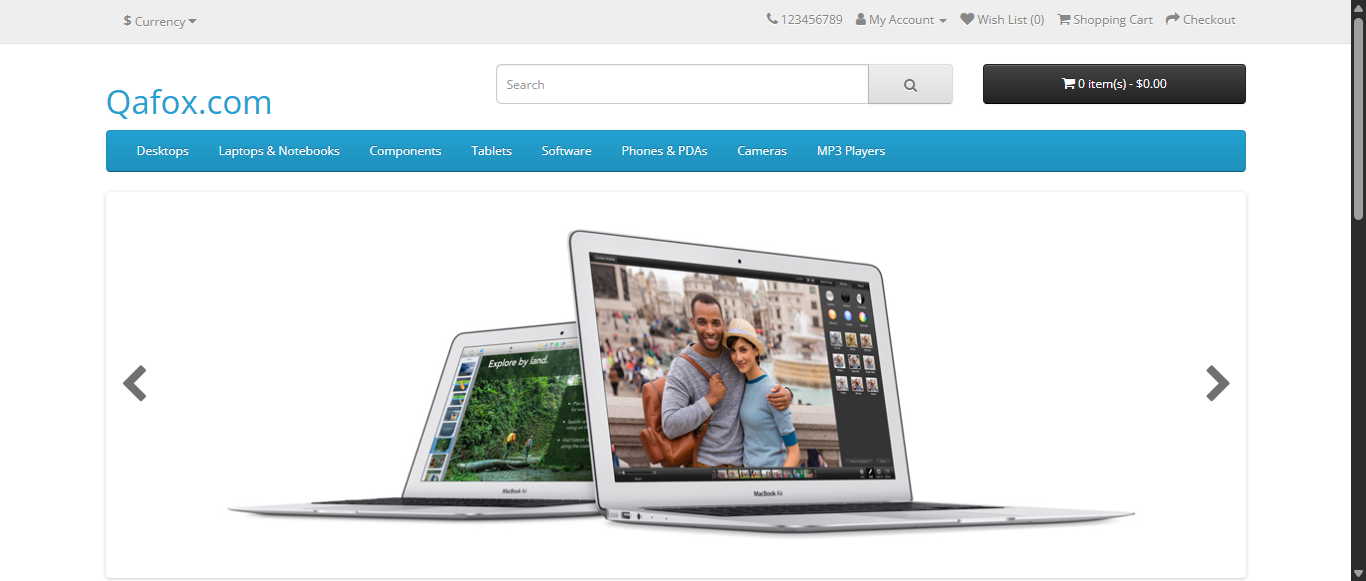 $ Currency
123456789 My Account Wish List (0) Shopping Cart Checkout
Qafox.com
Search
0 item(s) - $0.00
Desktops Laptops & Notebooks Components Tablets Software Phones & PDAs Cameras MP3 Players
Explore by land.
MacBook Air
MacBook Air